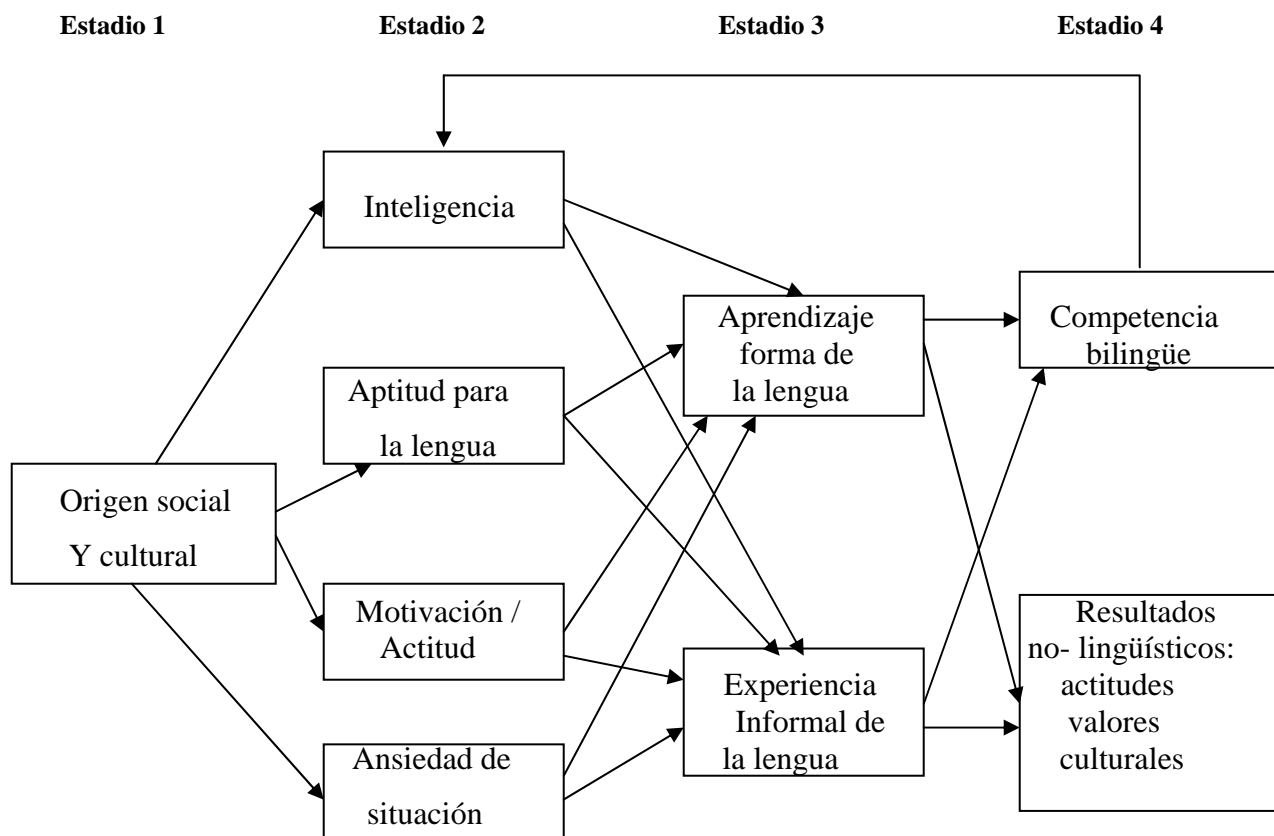 Estadio 1
Estadio 2
Estadio 3
Estadio 4
Inteligencia
Aptitud para
la lengua
Origen social
Y cultural
Motivación /
Actitud
Ansiedad de
situación
Aprendizaje
forma de
la lengua
Experiencia
Informal de
la lengua
Competencia
bilingüe
Resultados
no- lingüísticos:
actitudes
valores
culturales